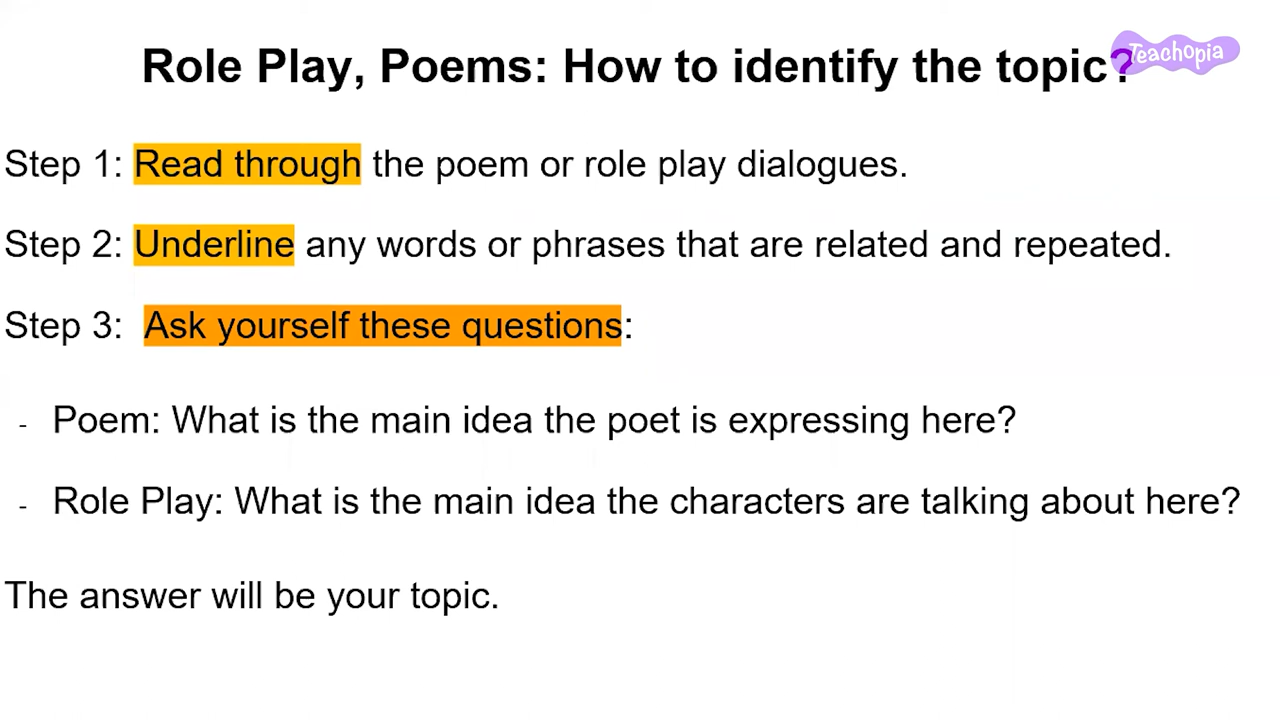 Role Play, Poems: How to identify the topic?
Teachopia
Step 1: Read through the poem or role play dialogues.
Step 2: Underline any words or phrases that are related and repeated.
Step 3: Ask yourself these questions:
- Poem: What is the main idea the poet is expressing here?
- Role Play: What is the main idea the characters are talking about here?
The answer will be your topic.